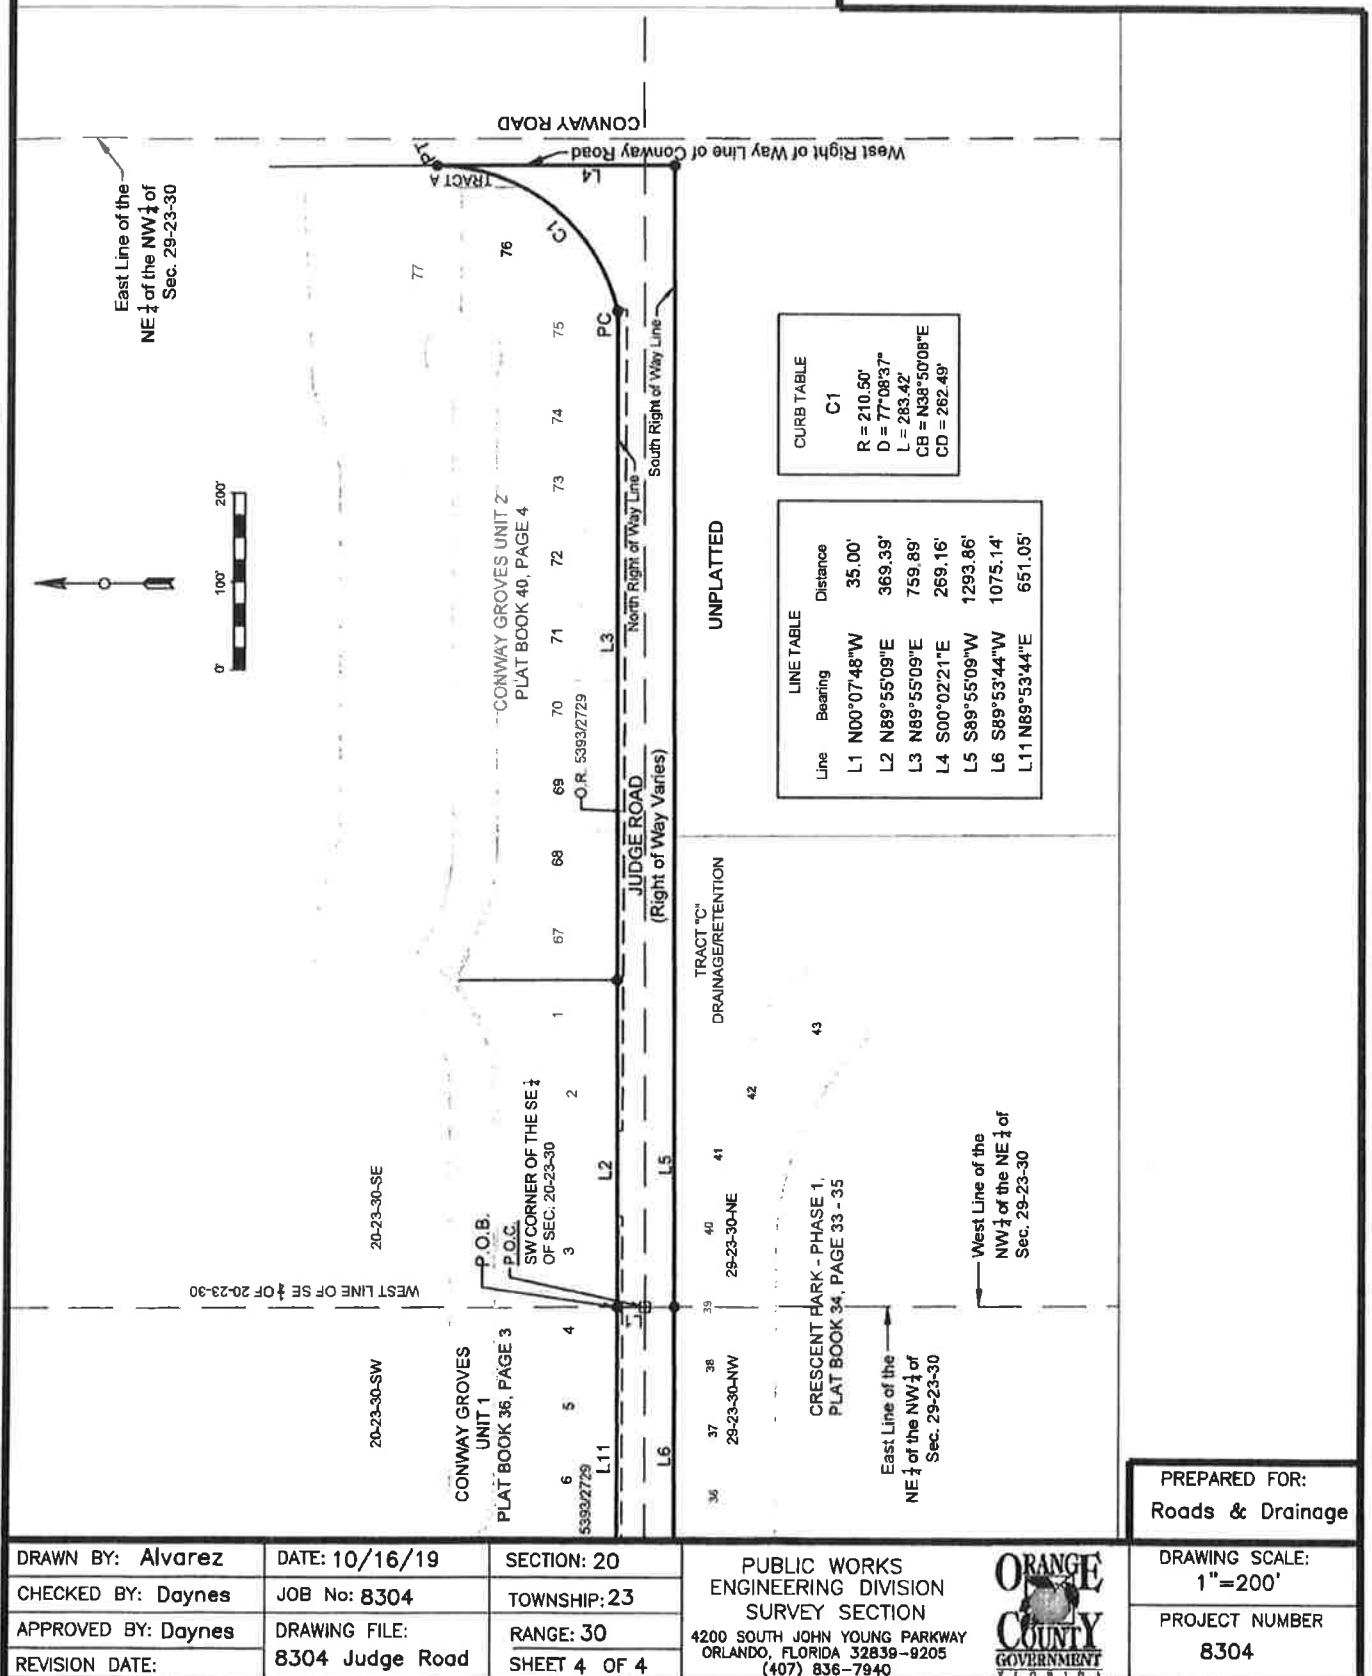 CONWAY ROAD
West Right of Way Line of Conway Road
PT
TRACT A
L4
C1
East Line of the
NE 1/4 of the NW 1/4 of
Sec. 29-23-30
77
76
75
74
73
72
71
70
69
68
67
PC
0'
100'
200'
CONWAY GROVES UNIT 2
PLAT BOOK 40, PAGE 4
L3
North Right of Way Line
South Right of Way Line
O.R. 5393/2729
JUDGE ROAD
(Right of Way Varies)
UNPLATTED
CURB TABLE
C1
R = 210.50'
D = 77°08'37"
L = 283.42'
CB = N38°50'08"E
CD = 262.49'
LINE TABLE
Line Bearing Distance
L1 N00°07'48"W 35.00'
L2 N89°55'09"E 369.39'
L3 N89°55'09"E 759.89'
L4 S00°02'21"E 269.16'
L5 S89°55'09"W 1293.86'
L6 S89°53'44"W 1075.14'
L11 N89°53'44"E 651.05'
TRACT "C"
DRAINAGE/RETENTION
1
2
3
4
5
6
20-23-30-SE
WEST LINE OF SE 1/4 OF 20-23-30
20-23-30-SW
P.O.B.
P.O.C.
SW CORNER OF THE SE 1/4
OF SEC. 20-23-30
L2
L5
CONWAY GROVES
UNIT 1
PLAT BOOK 36, PAGE 3
L11
L6
5393/2729
43
42
41
40
39
38
37
36
29-23-30-NE
29-23-30-NW
CRESCENT PARK - PHASE 1,
PLAT BOOK 34, PAGE 33 - 35
West Line of the
NW 1/4 of the NE 1/4 of
Sec. 29-23-30
East Line of the
NE 1/4 of the NW 1/4 of
Sec. 29-23-30
PREPARED FOR:
Roads & Drainage
DRAWN BY: Alvarez
CHECKED BY: Daynes
APPROVED BY: Daynes
REVISION DATE:
DATE: 10/16/19
JOB No: 8304
DRAWING FILE:
8304 Judge Road
SECTION: 20
TOWNSHIP: 23
RANGE: 30
SHEET 4 OF 4
PUBLIC WORKS
ENGINEERING DIVISION
SURVEY SECTION
4200 SOUTH JOHN YOUNG PARKWAY
ORLANDO, FLORIDA 32839-9205
(407) 836-7940
ORANGE
COUNTY
GOVERNMENT
FLORIDA
DRAWING SCALE:
1"=200'
PROJECT NUMBER
8304